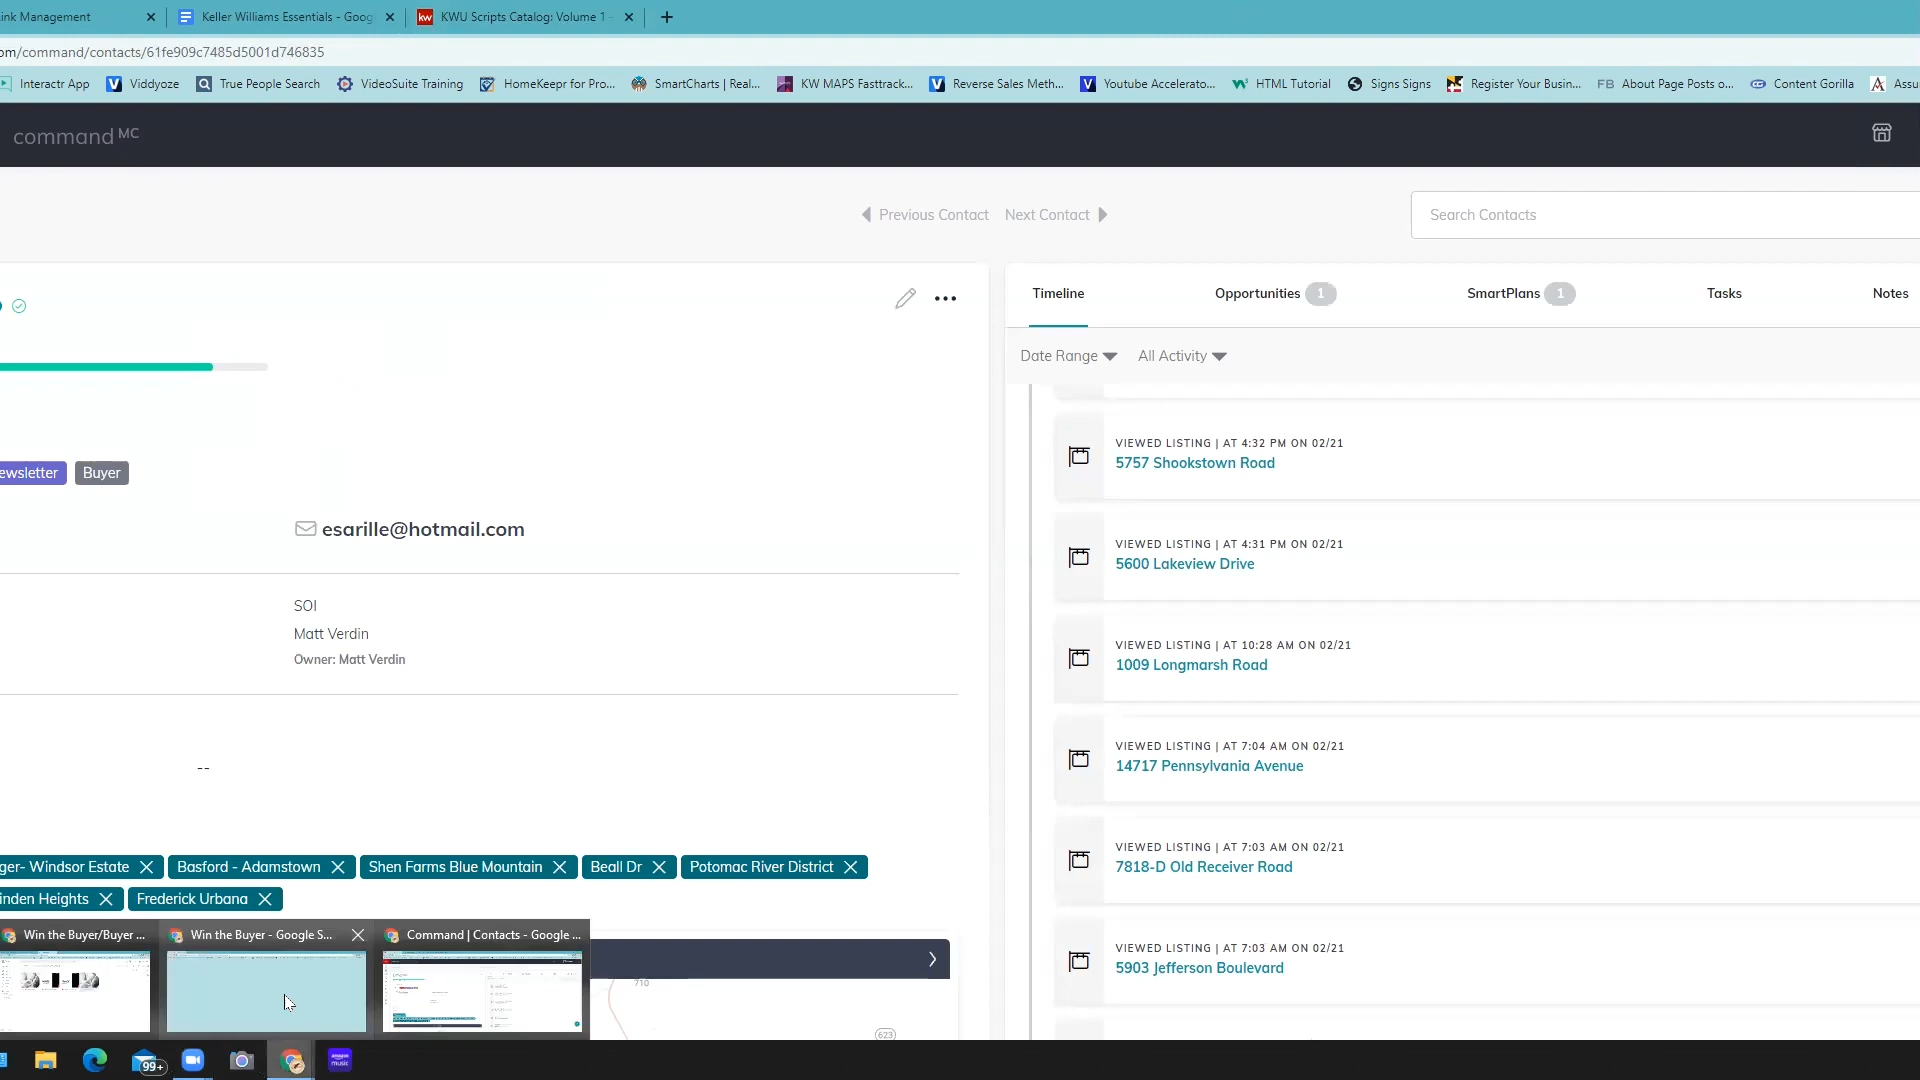 ink Management
Keller Williams Essentials - Goog
KWU Scripts Catalog: Volume 1 -
om/command/contacts/61fe909c7485d5001d746835
Interactr App
Viddyoze
True People Search
VideoSuite Training
HomeKeepr for Pro...
SmartCharts | Real...
KW MAPS Fasttrack...
Reverse Sales Meth...
Youtube Accelerato...
HTML Tutorial
Signs Signs
Register Your Busin...
FB About Page Posts o...
Content Gorilla
Assu
command MC
Previous Contact
Next Contact
Search Contacts
Timeline
Opportunities 1
SmartPlans 1
Tasks
Notes
Date Range
All Activity
ewsletter
Buyer
esarille@hotmail.com
SOI
Matt Verdin
Owner: Matt Verdin
--
ger- Windsor Estate
Basford - Adamstown
Shen Farms Blue Mountain
Beall Dr
Potomac River District
inden Heights
Frederick Urbana
VIEWED LISTING | AT 4:32 PM ON 02/21
5757 Shookstown Road
VIEWED LISTING | AT 4:31 PM ON 02/21
5600 Lakeview Drive
VIEWED LISTING | AT 10:28 AM ON 02/21
1009 Longmarsh Road
VIEWED LISTING | AT 7:04 AM ON 02/21
14717 Pennsylvania Avenue
VIEWED LISTING | AT 7:03 AM ON 02/21
7818-D Old Receiver Road
VIEWED LISTING | AT 7:03 AM ON 02/21
5903 Jefferson Boulevard
Win the Buyer/Buyer ...
Win the Buyer - Google S...
Command | Contacts - Google ...
710
623
99+
amazon music